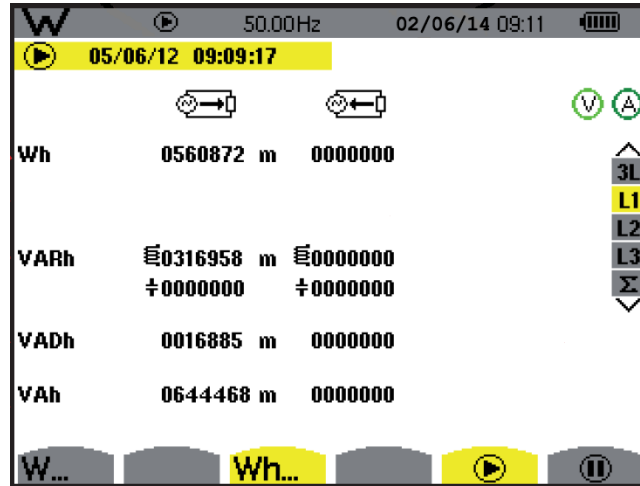 W 50.00Hz 02/06/14 09:11
05/06/12 09:09:17
V A
Wh 0560872 m 0000000
3L
L1
L2
VARh 0316958 m 0000000
L3
0000000 0000000
Σ
VADh 0016885 m 0000000
VAh 0644468 m 0000000
W... Wh...